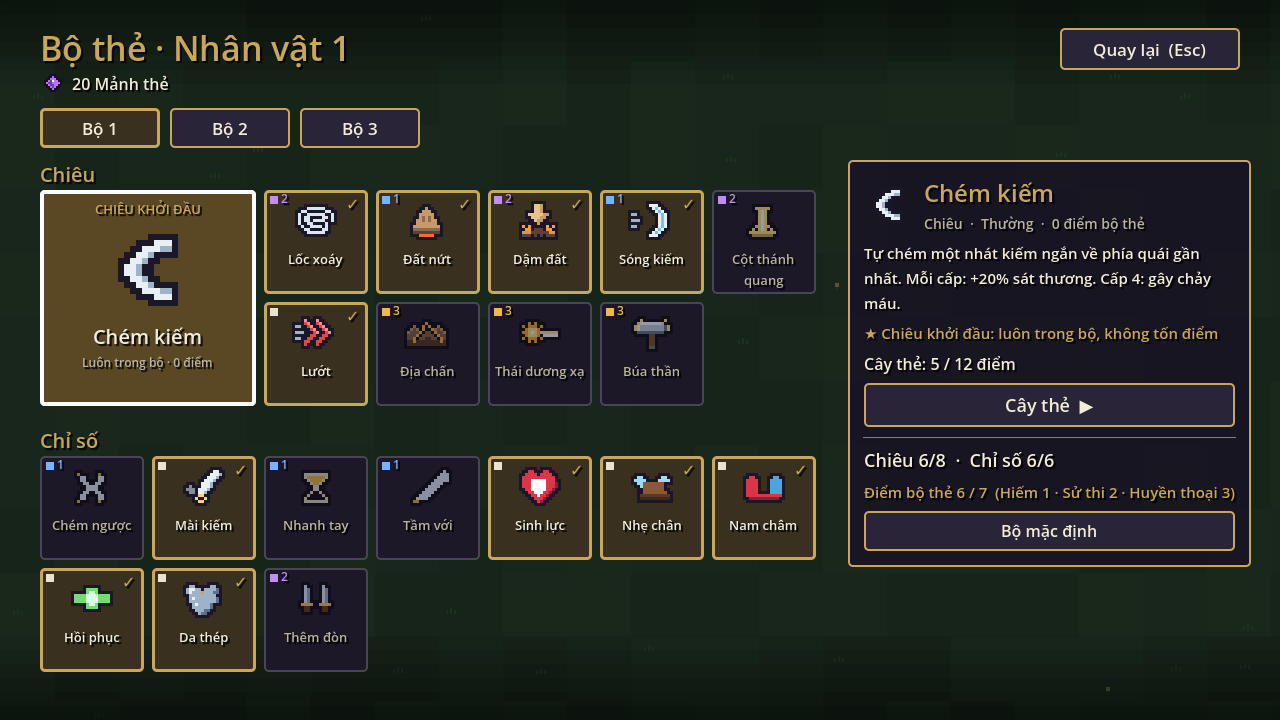 Bộ thẻ · Nhân vật 1
20 Mảnh thẻ
Quay lại (Esc)
Bộ 1
Bộ 2
Bộ 3
Chiêu
CHIÊU KHỞI ĐẦU
Chém kiếm
Luôn trong bộ · 0 điểm
2 ✓
Lốc xoáy
1 ✓
Đất nứt
2 ✓
Dậm đất
1 ✓
Sóng kiếm
2
Cột thánh
quang
✓
Lướt
3
Địa chấn
3
Thái dương xạ
3
Búa thần
Chỉ số
1
Chém ngược
✓
Mài kiếm
1
Nhanh tay
1
Tầm với
✓
Sinh lực
✓
Nhẹ chân
✓
Nam châm
✓
Hồi phục
✓
Da thép
2
Thêm đòn
Chém kiếm
Chiêu · Thường · 0 điểm bộ thẻ
Tự chém một nhát kiếm ngắn về phía quái gần
nhất. Mỗi cấp: +20% sát thương. Cấp 4: gây chảy
máu.
★ Chiêu khởi đầu: luôn trong bộ, không tốn điểm
Cây thẻ: 5 / 12 điểm
Cây thẻ ▶
Chiêu 6/8 · Chỉ số 6/6
Điểm bộ thẻ 6 / 7 (Hiếm 1 · Sử thi 2 · Huyền thoại 3)
Bộ mặc định